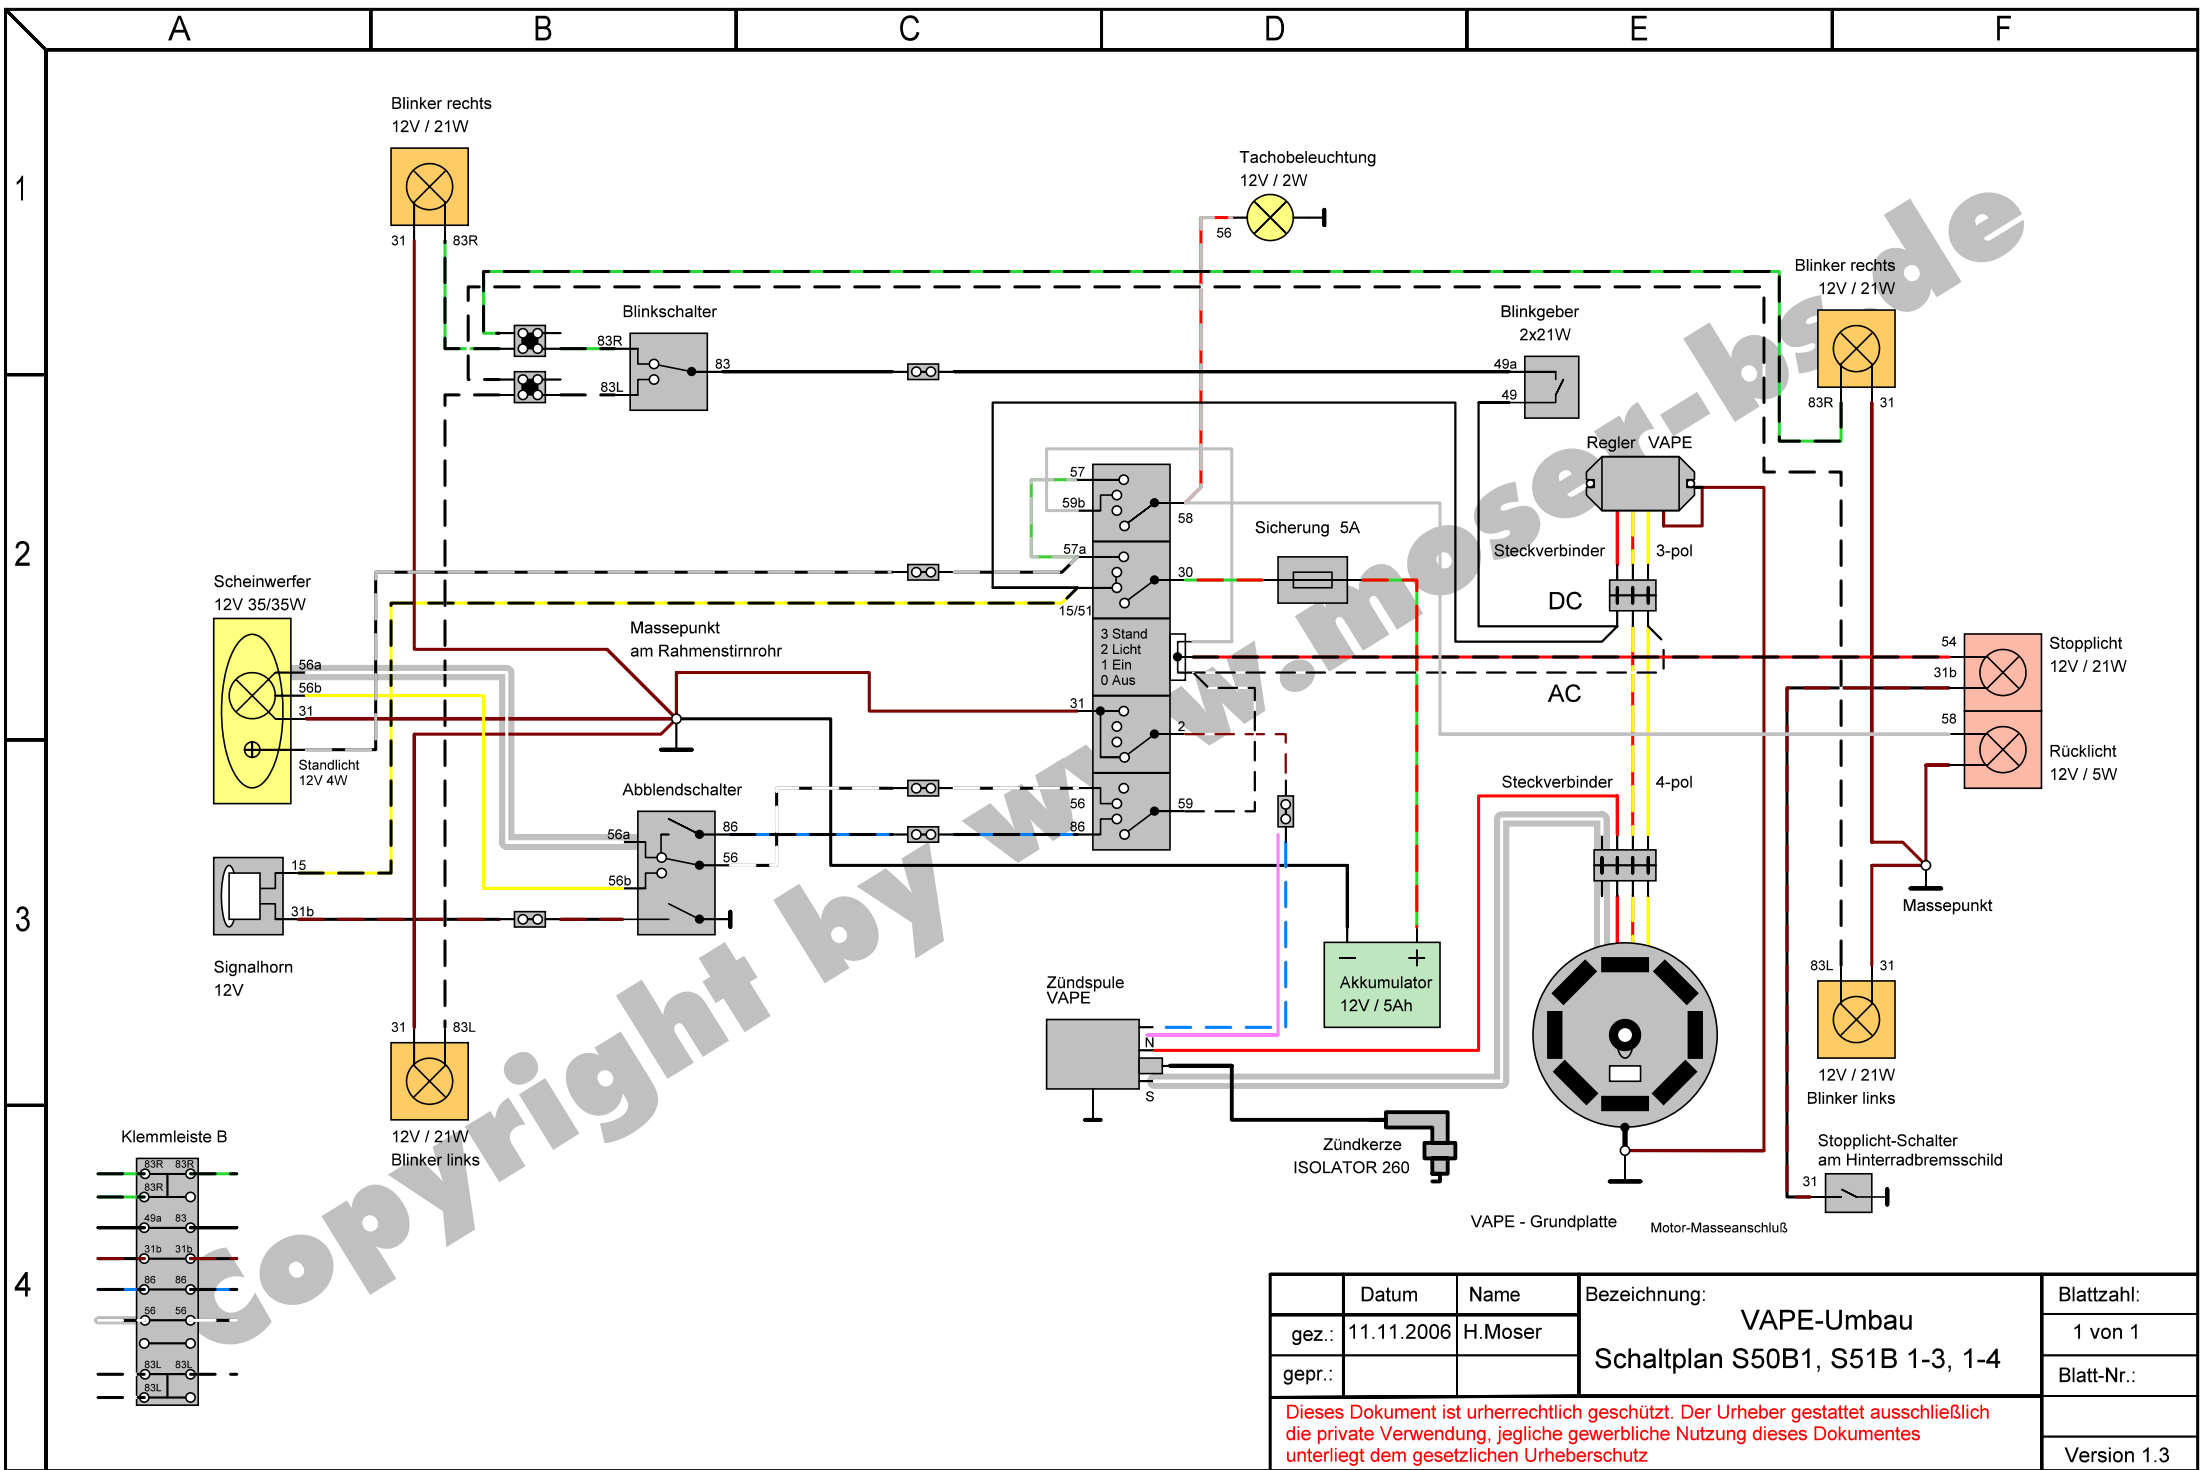 A B C D E F
1
2
3
4
Blinker rechts
12V / 21W
31 83R
Tachobeleuchtung
12V / 2W
56
Blinkschalter
83R
83L
83
Blinkgeber
2x21W
49a
49
Blinker rechts
12V / 21W
83R 31
Regler VAPE
Steckverbinder 3-pol
DC
AC
57
59b
58
57a
30
15/51
Sicherung 5A
3 Stand
2 Licht
1 Ein
0 Aus
31
2
56
59
86
Scheinwerfer
12V 35/35W
56a
56b
31
Standlicht
12V 4W
Massepunkt
am Rahmenstirnrohr
Abblendschalter
56a
56b
86
56
15
31b
Signalhorn
12V
31 83L
12V / 21W
Blinker links
54
31b
58
Stopplicht
12V / 21W
Rücklicht
12V / 5W
Steckverbinder 4-pol
Massepunkt
83L 31
12V / 21W
Blinker links
Akkumulator
12V / 5Ah
− +
Zündspule
VAPE
N
S
Zündkerze
ISOLATOR 260
Stopplicht-Schalter
am Hinterradbremsschild
31
VAPE - Grundplatte
Motor-Masseanschluß
Klemmleiste B
83R 83R
83R
49a 83
31b 31b
86 86
56 56
83L 83L
83L
copyright by www.moser-bs.de
Datum Name
gez.: 11.11.2006 H.Moser
gepr.:
Bezeichnung:
VAPE-Umbau
Schaltplan S50B1, S51B 1-3, 1-4
Blattzahl:
1 von 1
Blatt-Nr.:
Version 1.3
Dieses Dokument ist urherrechtlich geschützt. Der Urheber gestattet ausschließlich
die private Verwendung, jegliche gewerbliche Nutzung dieses Dokumentes
unterliegt dem gesetzlichen Urheberschutz